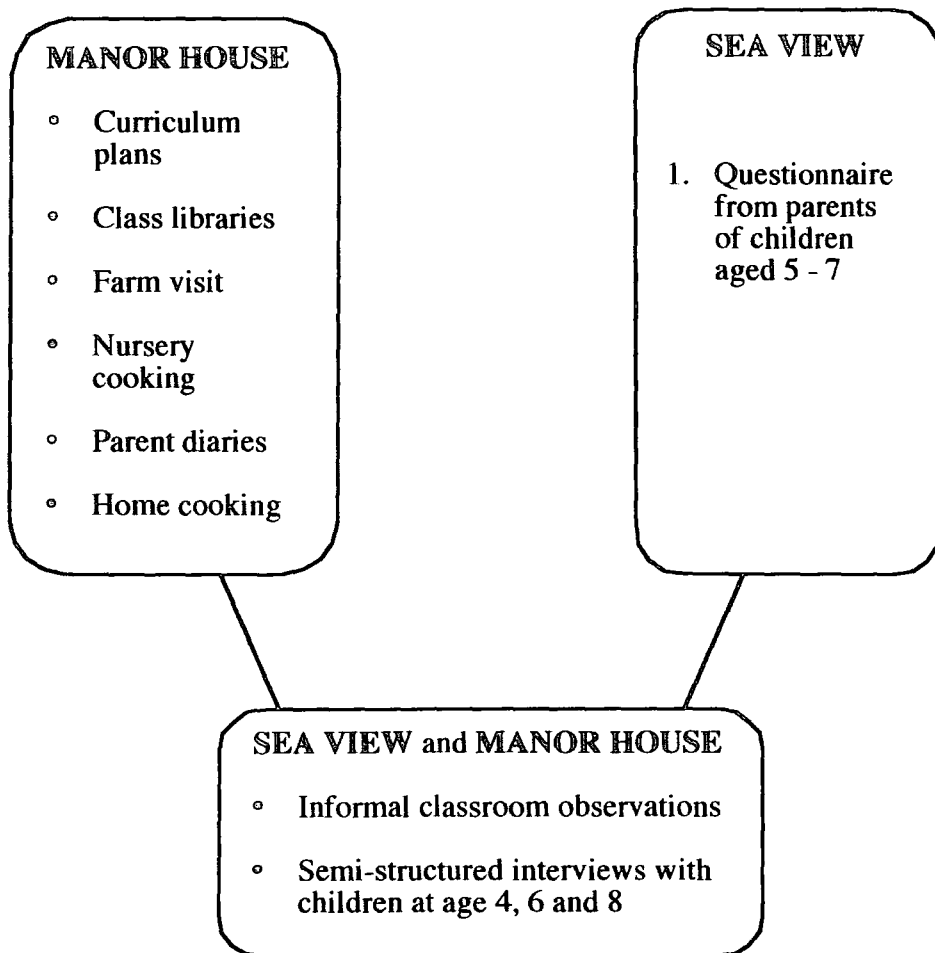 MANOR HOUSE
° Curriculum
plans
° Class libraries
° Farm visit
° Nursery
cooking
° Parent diaries
° Home cooking
SEA VIEW
1. Questionnaire
from parents
of children
aged 5 - 7
SEA VIEW and MANOR HOUSE
° Informal classroom observations
° Semi-structured interviews with
children at age 4, 6 and 8